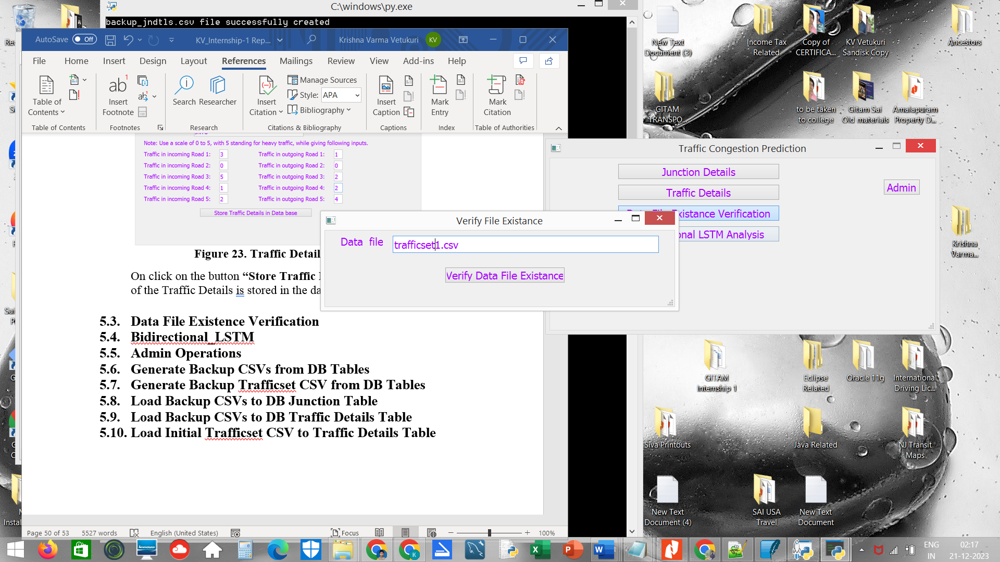 C:\windows\py.exe
backup_jndtls.csv file successfully created
AutoSave Off KV_Internship-1 Rep... Krishna Varma Vetukuri KV
File Home Insert Design Layout References Mailings Review View Add-ins Help
Table of Contents
Insert Footnote
Search Researcher
Insert Citation
Manage Sources
Style: APA
Bibliography
Insert Caption
Mark Entry
Mark Citation
Table of Contents Footnotes Research Citations & Bibliography Captions Index Table of Authorities
Note: Use a scale of 0 to 5, with 5 standing for heavy traffic, while giving following inputs.
Traffic in incoming Road 1: 3 Traffic in outgoing Road 1: 1
Traffic in incoming Road 2: 0 Traffic in outgoing Road 2: 0
Traffic in incoming Road 3: 5 Traffic in outgoing Road 3: 2
Traffic in incoming Road 4: 1 Traffic in outgoing Road 4: 2
Traffic in incoming Road 5: 2 Traffic in outgoing Road 5: 4
Store Traffic Details in Data base
Figure 23. Traffic Detail
On click on the button “Store Traffic
of the Traffic Details is stored in the da
5.3. Data File Existence Verification
5.4. Bidirectional_LSTM
5.5. Admin Operations
5.6. Generate Backup CSVs from DB Tables
5.7. Generate Backup Trafficset CSV from DB Tables
5.8. Load Backup CSVs to DB Junction Table
5.9. Load Backup CSVs to DB Traffic Details Table
5.10. Load Initial Trafficset CSV to Traffic Details Table
Page 50 of 53 5527 words English (United States) Focus 100%
Verify File Existance
Data file trafficset1.csv
Verify Data File Existance
Traffic Congestion Prediction
Junction Details
Traffic Details
Existance Verification
onal LSTM Analysis
Admin
New Text Document (3)
Income Tax Related
Copy of CERTIFICA...
KV Vetukuri Sandisk Copy
Ancestors
GITAM TRANSPO...
to be taken to college
Gitam Sai Old materials
Amalapuram Property D...
Krishna Varma...
GITAM Internship 1
Eclipse Related
Oracle 11g
International Driving Lic...
Siva Printouts
Java Related
NJ Transit Maps
New Text Document (4)
SAI USA Travel
New Text Document
ENG
IN
02:17
21-12-2023